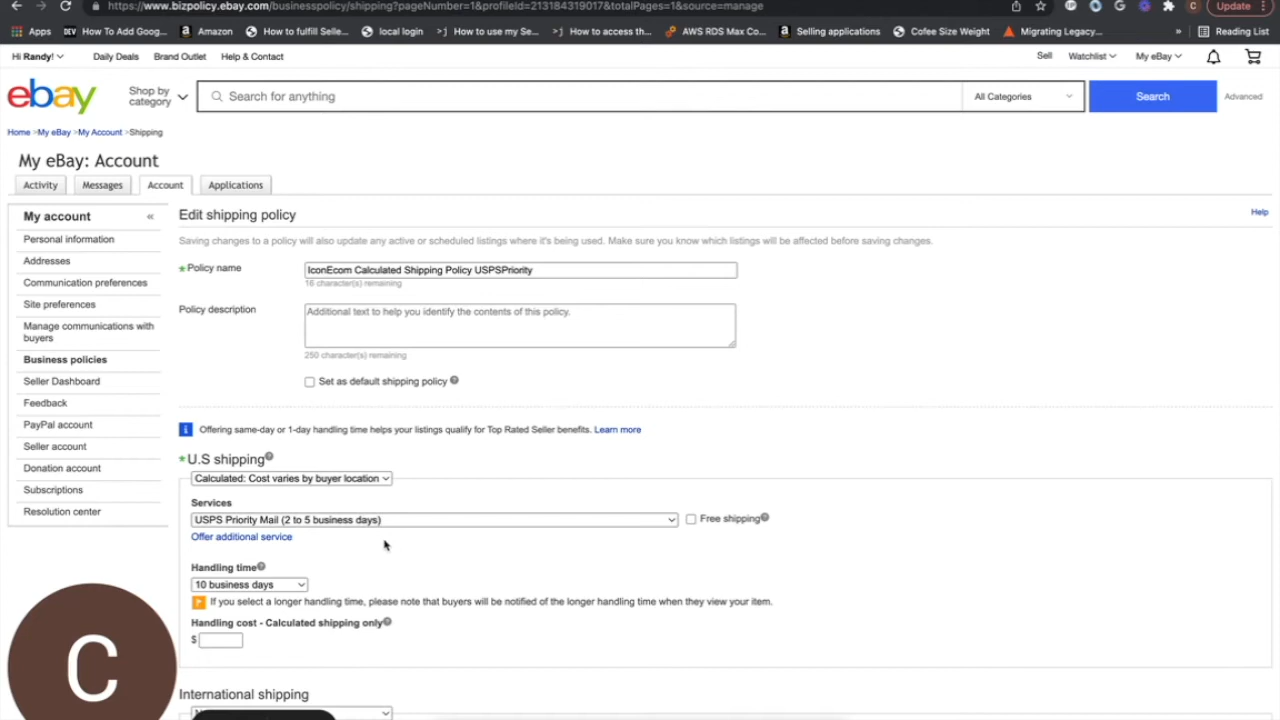 https://www.bizpolicy.ebay.com/businesspolicy/shipping?pageNumber=1&profileId=213184319017&totalPages=1&source=manage
Update
Apps
DEV How To Add Goog...
Amazon
How to fulfill Selle...
local login
How to use my Se...
How to access th...
AWS RDS Max Co...
Selling applications
Cofee Size Weight
Migrating Legacy...
»
Reading List
Hi Randy!
Daily Deals
Brand Outlet
Help & Contact
Sell
Watchlist
My eBay
ebay
Shop by
category
Search for anything
All Categories
Search
Advanced
Home >My eBay >My Account >Shipping
My eBay: Account
Activity
Messages
Account
Applications
My account
«
Personal information
Addresses
Communication preferences
Site preferences
Manage communications with
buyers
Business policies
Seller Dashboard
Feedback
PayPal account
Seller account
Donation account
Subscriptions
Resolution center
Edit shipping policy
Help
Saving changes to a policy will also update any active or scheduled listings where it's being used. Make sure you know which listings will be affected before saving changes.
*Policy name
IconEcom Calculated Shipping Policy USPSPriority
16 character(s) remaining
Policy description
Additional text to help you identify the contents of this policy.
250 character(s) remaining
Set as default shipping policy
Offering same-day or 1-day handling time helps your listings qualify for Top Rated Seller benefits. Learn more
*U.S shipping
Calculated: Cost varies by buyer location
Services
USPS Priority Mail (2 to 5 business days)
Free shipping
Offer additional service
Handling time
10 business days
If you select a longer handling time, please note that buyers will be notified of the longer handling time when they view your item.
Handling cost - Calculated shipping only
$
International shipping
C